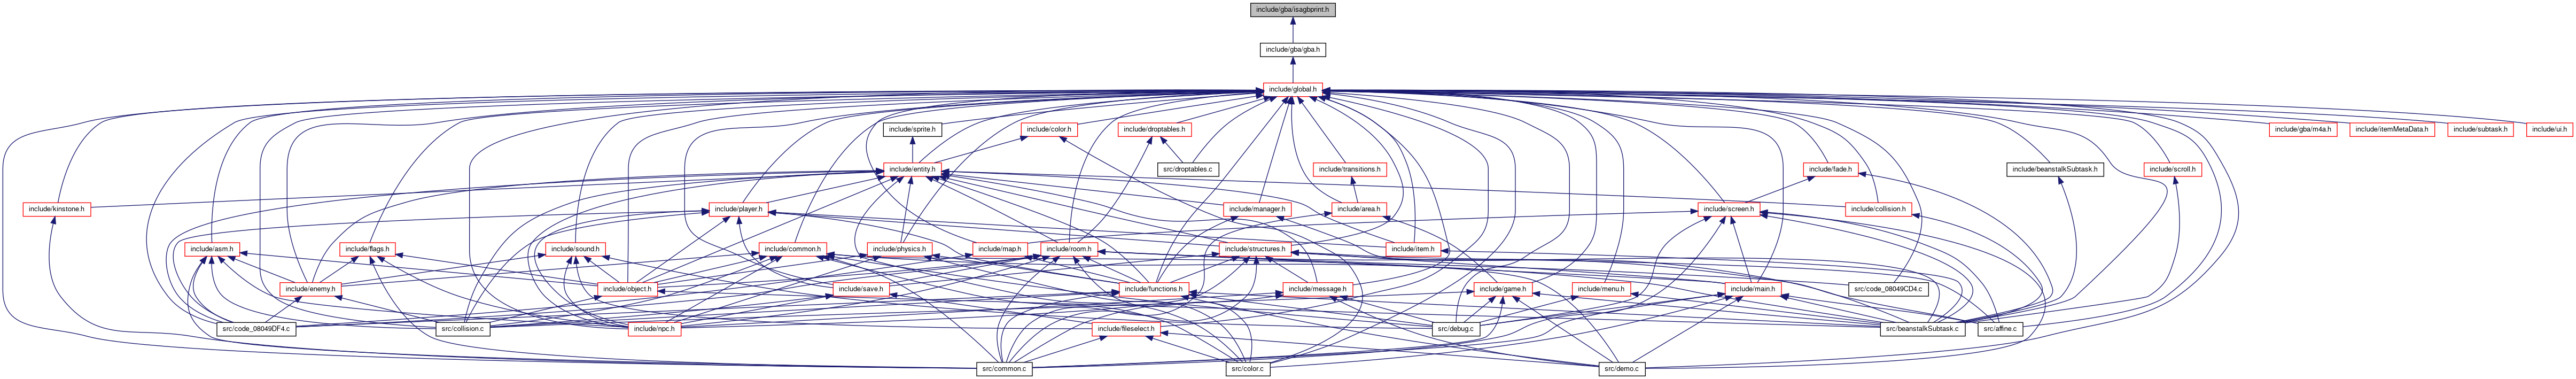 include/gba/isagbprint.h
include/gba/gba.h
include/global.h
include/sprite.h
include/color.h
include/droptables.h
include/gba/m4a.h
include/itemMetaData.h
include/subtask.h
include/ui.h
include/entity.h
src/droptables.c
include/transitions.h
include/fade.h
include/beanstalkSubtask.h
include/scroll.h
include/kinstone.h
include/player.h
include/manager.h
include/area.h
include/screen.h
include/collision.h
include/asm.h
include/flags.h
include/sound.h
include/common.h
include/physics.h
include/map.h
include/room.h
include/structures.h
include/item.h
include/enemy.h
include/object.h
include/save.h
include/functions.h
include/message.h
include/game.h
include/menu.h
include/main.h
src/code_08049CD4.c
src/code_08049DF4.c
src/collision.c
include/npc.h
include/fileselect.h
src/debug.c
src/beanstalkSubtask.c
src/affine.c
src/common.c
src/color.c
src/demo.c